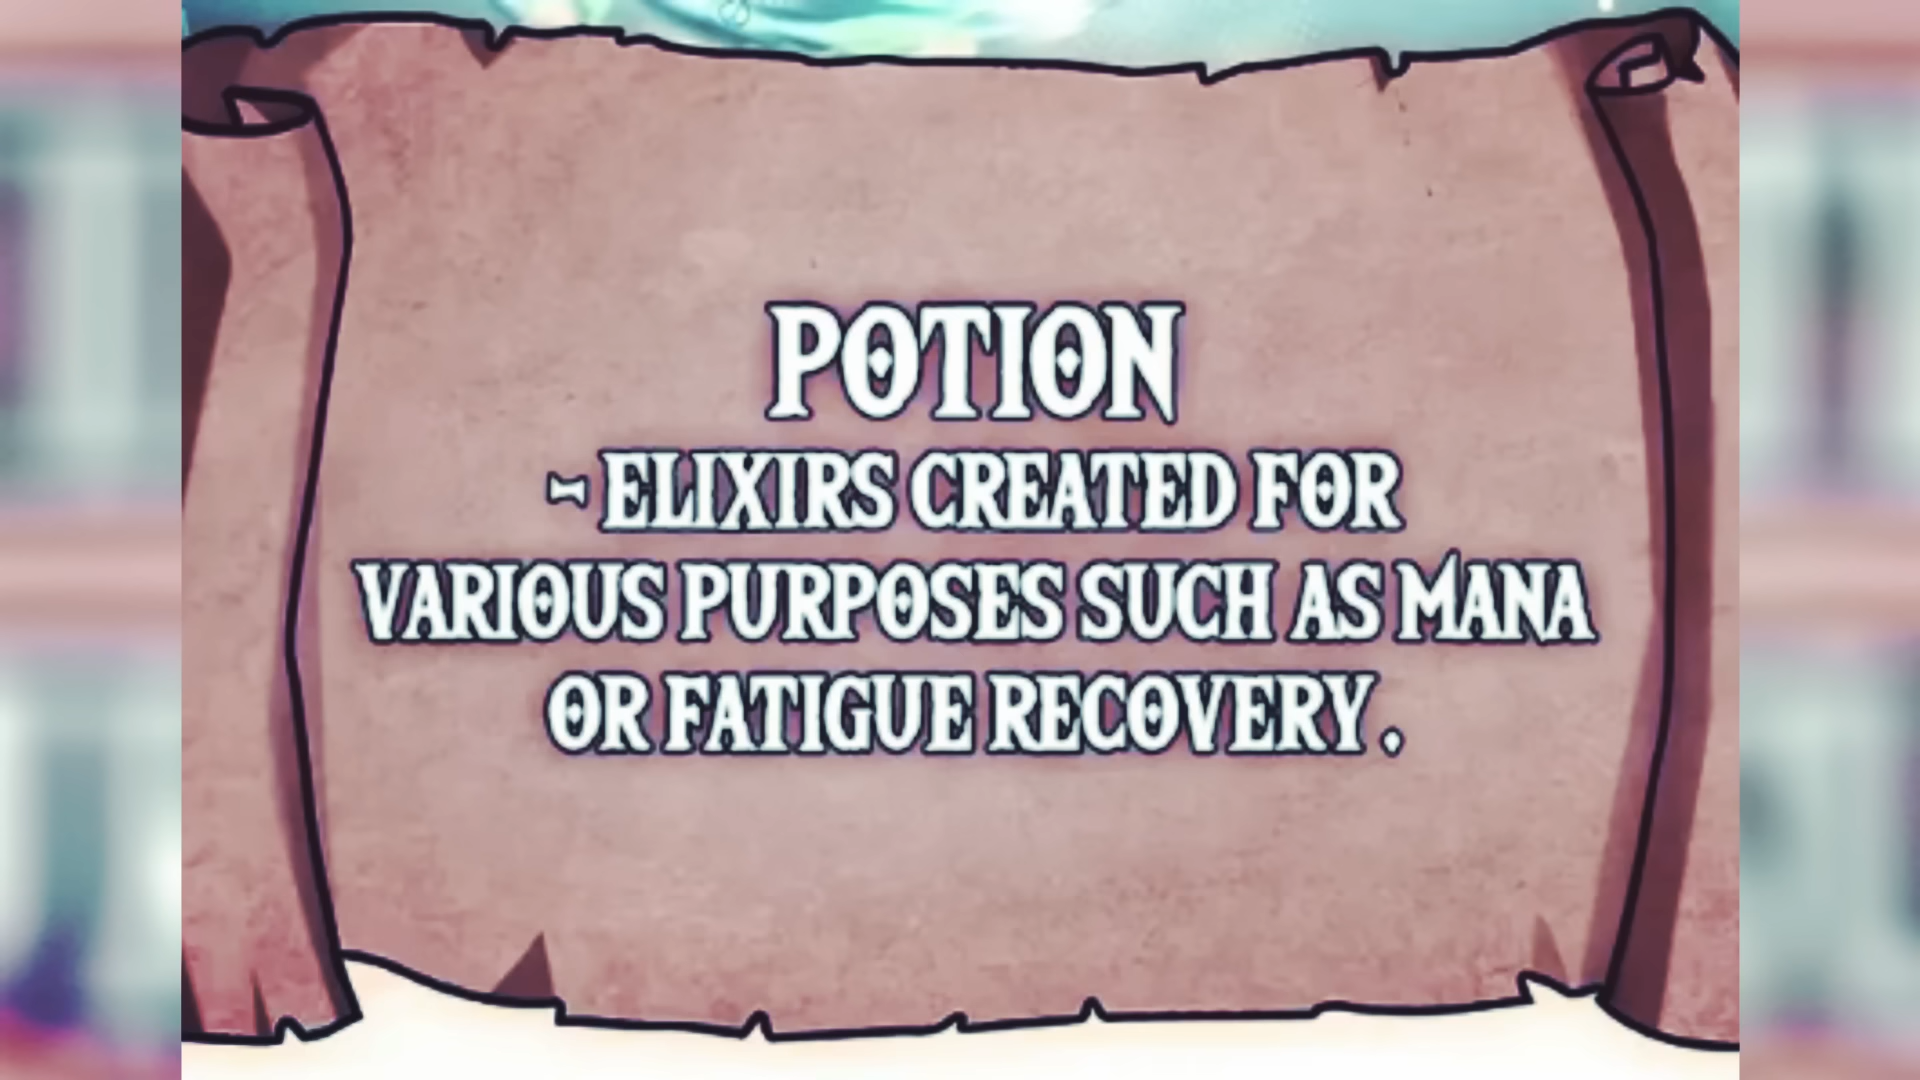 POTION
~ ELIXIRS CREATED FOR
VARIOUS PURPOSES SUCH AS MANA
OR FATIGUE RECOVERY .